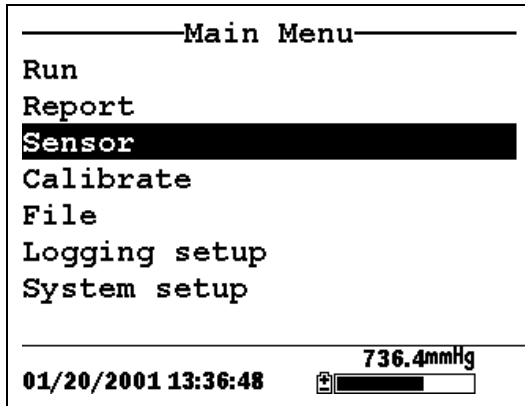 Main Menu
Run
Report
Sensor
Calibrate
File
Logging setup
System setup
736.4mmHg
01/20/2001 13:36:48